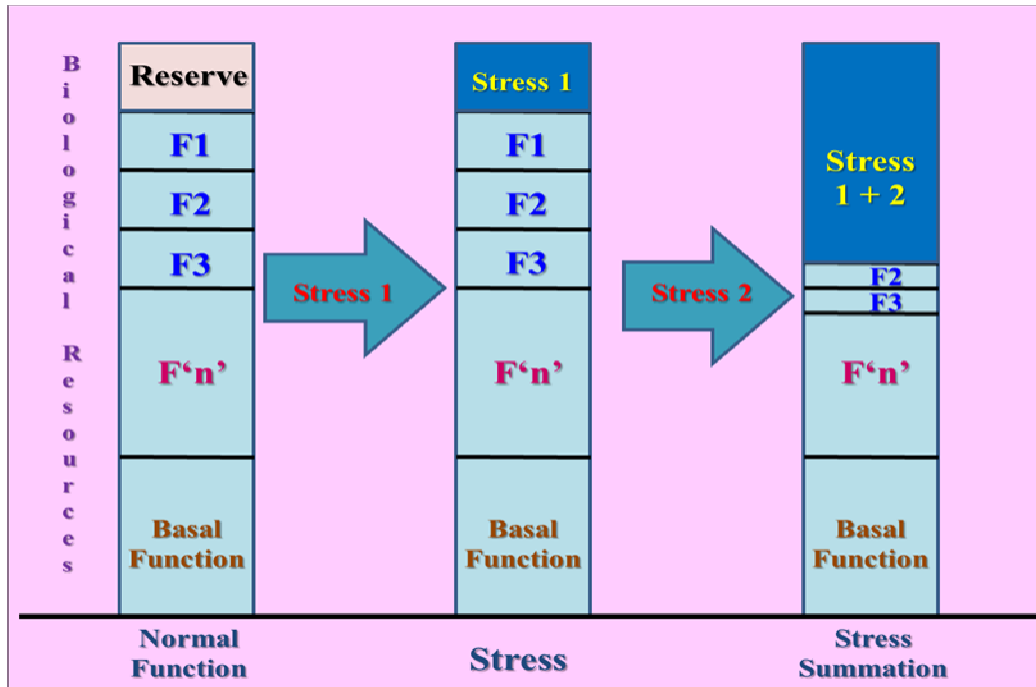 Biological Resources
Reserve
F1
F2
F3
F‘n’
Basal
Function
Normal
Function
Stress 1
Stress 1
F1
F2
F3
F‘n’
Basal
Function
Stress
Stress 2
Stress
1 + 2
F2
F3
F‘n’
Basal
Function
Stress
Summation